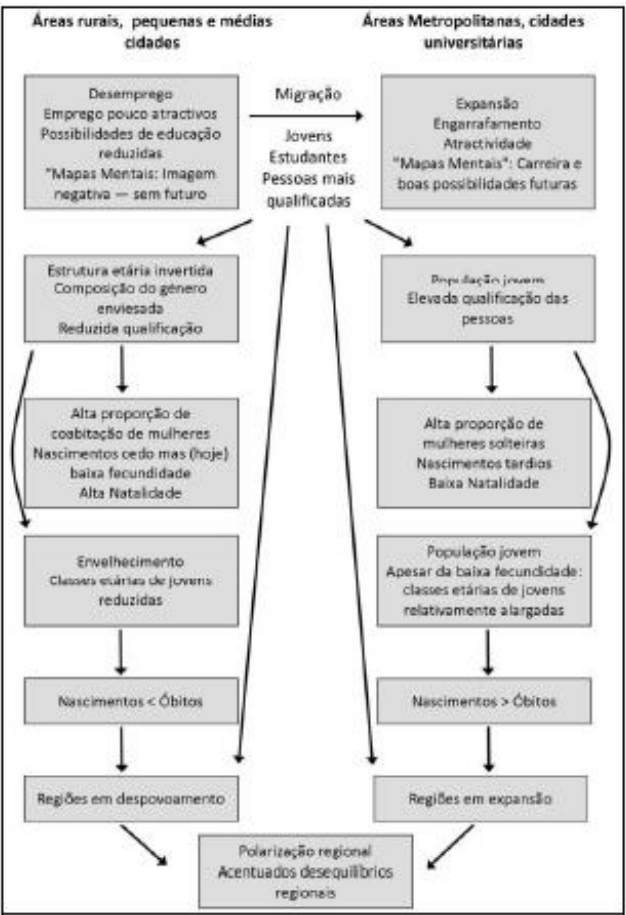 Áreas rurais, pequenas e médias
cidades
Áreas Metropolitanas, cidades
universitárias
Desemprego
Emprego pouco atractivos
Possibilidades de educação
reduzidas
"Mapas Mentais: Imagem
negativa — sem futuro
Migração
Jovens
Estudantes
Pessoas mais
qualificadas
Expansão
Engarrafamento
Atractividade
"Mapas Mentais": Carreira e
boas possibilidades futuras
Estrutura etária invertida
Composição do género
enviesada
Reduzida qualificação
População jovem
Elevada qualificação das
pessoas
Alta proporção de
coabitação de mulheres
Nascimentos cedo mas (hoje)
baixa fecundidade
Alta Natalidade
Alta proporção de
mulheres solteiras
Nascimentos tardios
Baixa Natalidade
Envelhecimento
Classes etárias de jovens
reduzidas
População jovem
Apesar da baixa fecundidade:
classes etárias de jovens
relativamente alargadas
Nascimentos < Óbitos
Nascimentos > Óbitos
Regiões em despovoamento
Regiões em expansão
Polarização regional
Acentuados desequilíbrios
regionais